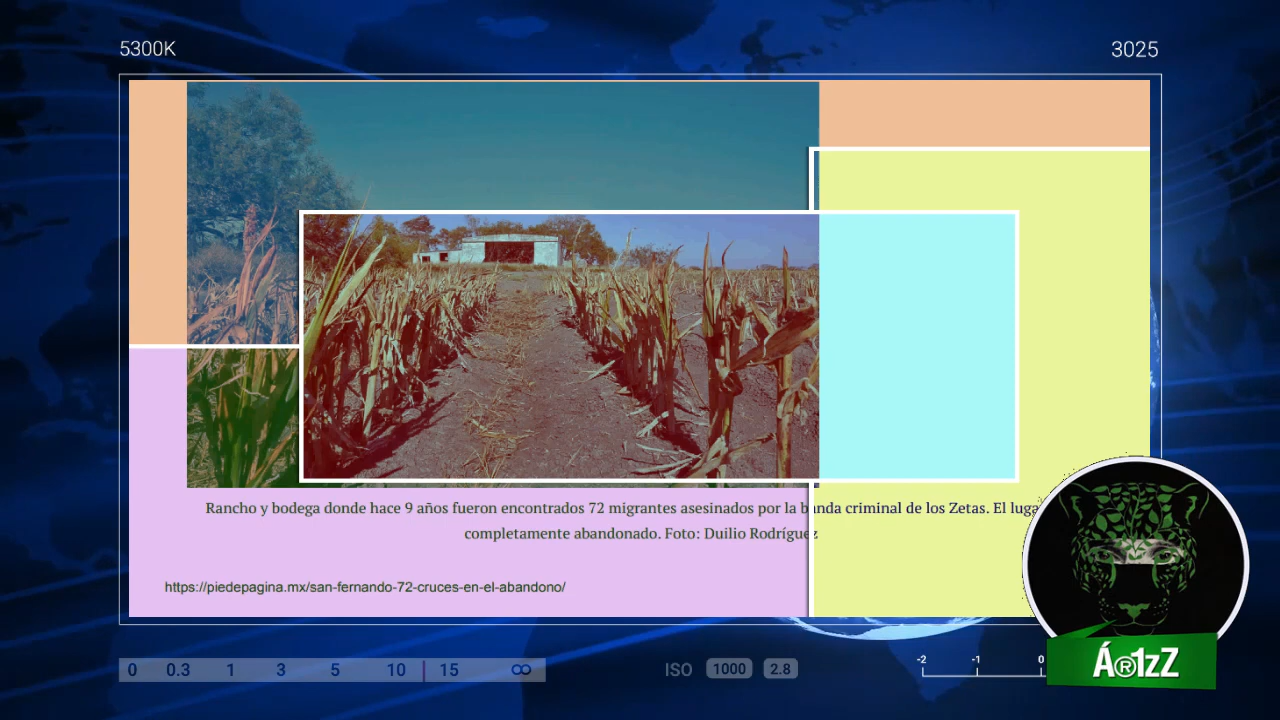 5300K
3025
Rancho y bodega donde hace 9 años fueron encontrados 72 migrantes asesinados por la banda criminal de los Zetas. El
completamente abandonado. Foto: Duilio Rodríguez
https://piedepagina.mx/san-fernando-72-cruces-en-el-abandono/
0 0.3 1 3 5 10 15 ∞
ISO 1000 2.8
-2 -1 0
Á®1zZ